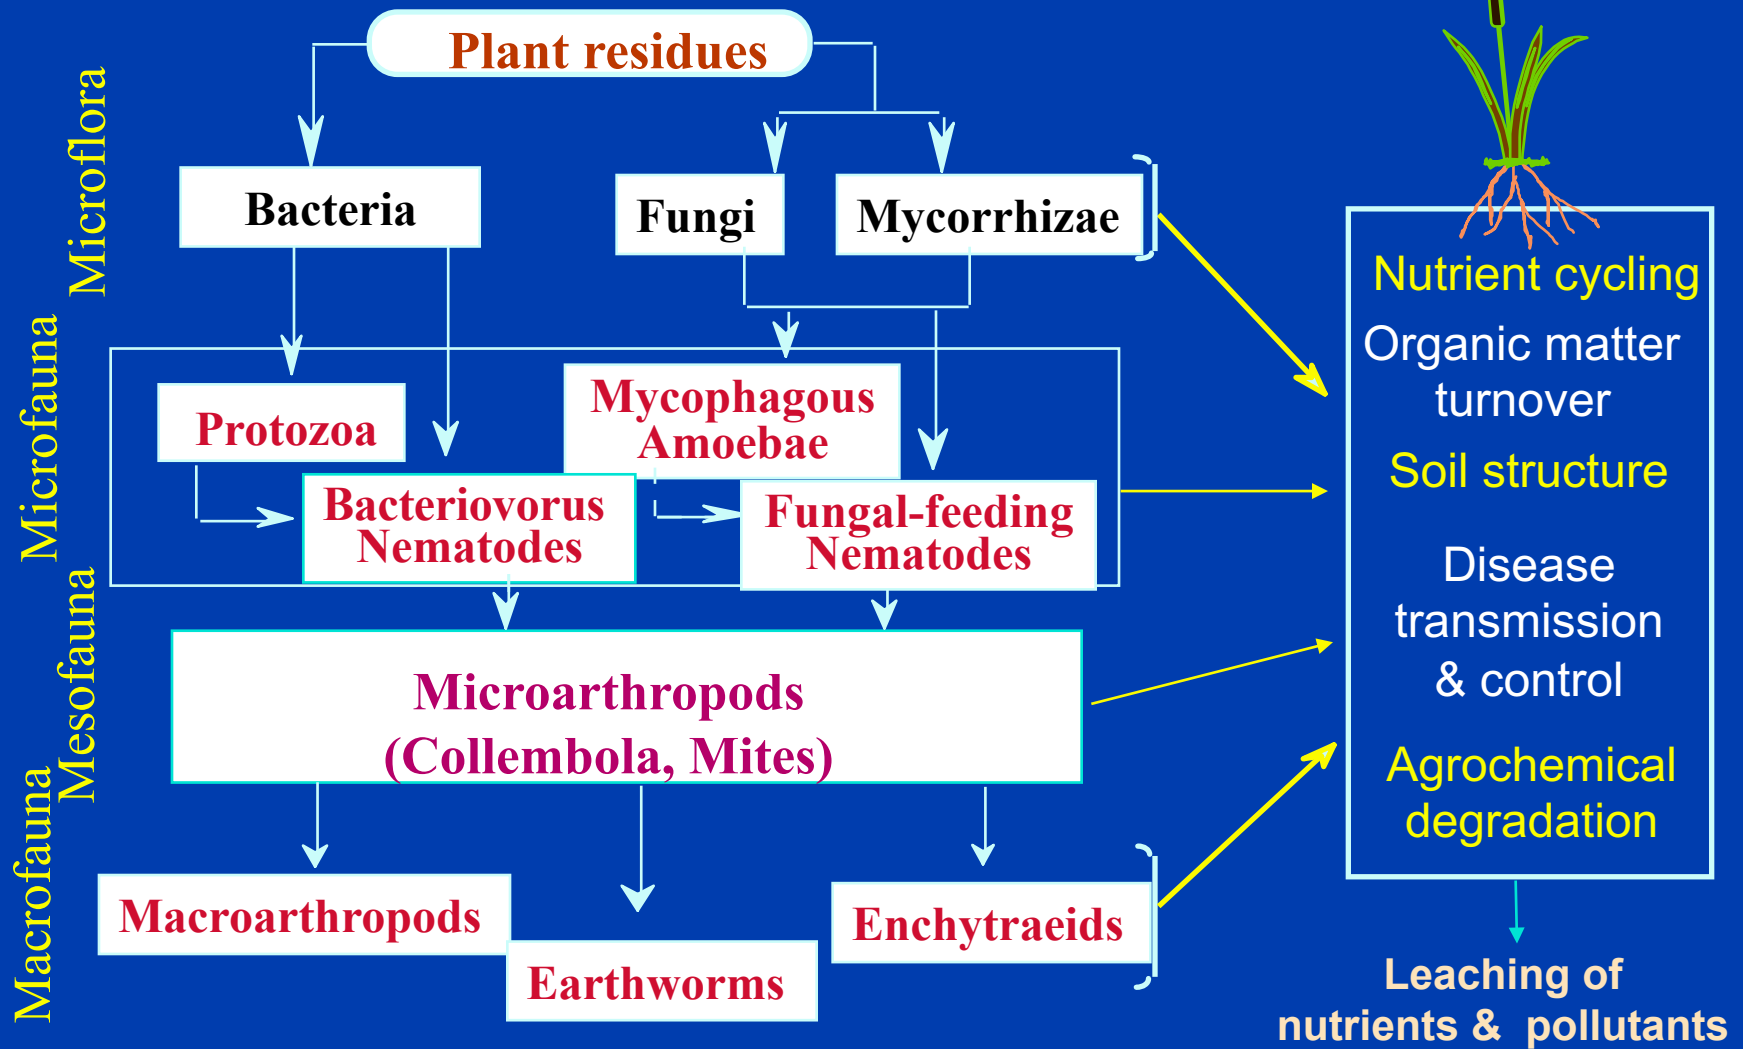 Plant residues
Microflora
Bacteria
Fungi
Mycorrhizae
Microfauna
Protozoa
Mycophagous
Amoebae
Bacteriovorus
Nematodes
Fungal-feeding
Nematodes
Mesofauna
Microarthropods
(Collembola, Mites)
Macrofauna
Macroarthropods
Earthworms
Enchytraeids
Nutrient cycling
Organic matter
turnover
Soil structure
Disease
transmission
& control
Agrochemical
degradation
Leaching of
nutrients & pollutants